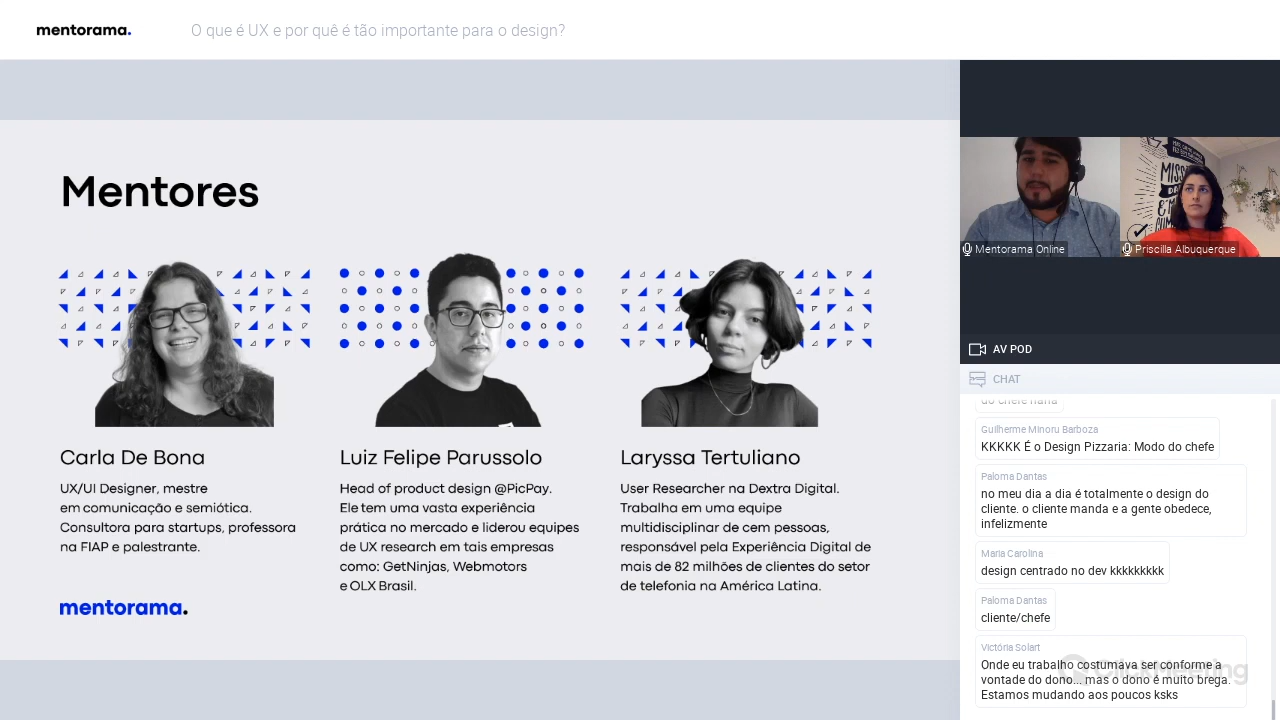 mentorama.
O que é UX e por quê é tão importante para o design?
Mentores
Carla De Bona
UX/UI Designer, mestre
em comunicação e semiótica.
Consultora para startups, professora
na FIAP e palestrante.
Luiz Felipe Parussolo
Head of product design @PicPay.
Ele tem uma vasta experiência
prática no mercado e liderou equipes
de UX research em tais empresas
como: GetNinjas, Webmotors
e OLX Brasil.
Laryssa Tertuliano
User Researcher na Dextra Digital.
Trabalha em uma equipe
multidisciplinar de cem pessoas,
responsável pela Experiência Digital de
mais de 82 milhões de clientes do setor
de telefonia na América Latina.
mentorama.
Mentorama Online
Priscilla Albuquerque
AV POD
CHAT
do chefe haha
Guilherme Minoru Barboza
KKKKK É o Design Pizzaria: Modo do chefe
Paloma Dantas
no meu dia a dia é totalmente o design do
cliente. o cliente manda e a gente obedece,
infelizmente
Maria Carolina
design centrado no dev kkkkkkkkk
Paloma Dantas
cliente/chefe
Victória Solart
Onde eu trabalho costumava ser conforme a
vontade do dono... mas o dono é muito brega.
Estamos mudando aos poucos ksks
ClickMeeting